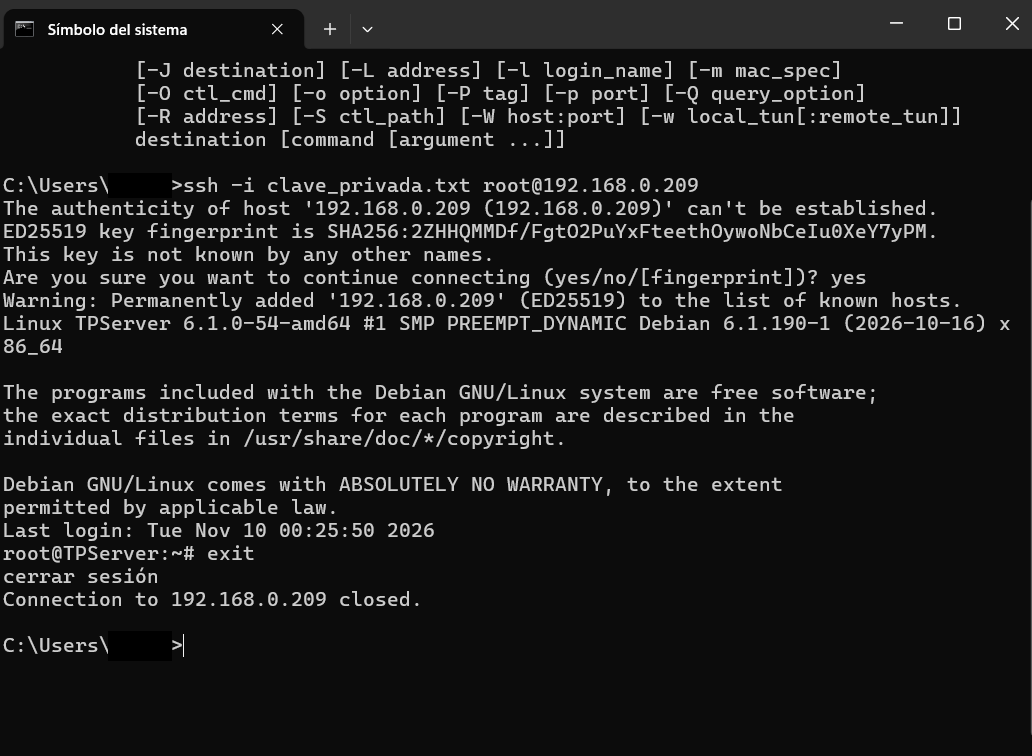 Símbolo del sistema
[-J destination] [-L address] [-l login_name] [-m mac_spec]
[-O ctl_cmd] [-o option] [-P tag] [-p port] [-Q query_option]
[-R address] [-S ctl_path] [-W host:port] [-w local_tun[:remote_tun]]
destination [command [argument ...]]
C:\Users\ >ssh -i clave_privada.txt root@192.168.0.209
The authenticity of host '192.168.0.209 (192.168.0.209)' can't be established.
ED25519 key fingerprint is SHA256:2ZHHQMMDf/FgtO2PuYxFteethOywoNbCeIu0XeY7yPM.
This key is not known by any other names.
Are you sure you want to continue connecting (yes/no/[fingerprint])? yes
Warning: Permanently added '192.168.0.209' (ED25519) to the list of known hosts.
Linux TPServer 6.1.0-54-amd64 #1 SMP PREEMPT_DYNAMIC Debian 6.1.190-1 (2026-10-16) x
86_64
The programs included with the Debian GNU/Linux system are free software;
the exact distribution terms for each program are described in the
individual files in /usr/share/doc/*/copyright.
Debian GNU/Linux comes with ABSOLUTELY NO WARRANTY, to the extent
permitted by applicable law.
Last login: Tue Nov 10 00:25:50 2026
root@TPServer:~# exit
cerrar sesión
Connection to 192.168.0.209 closed.
C:\Users\ >